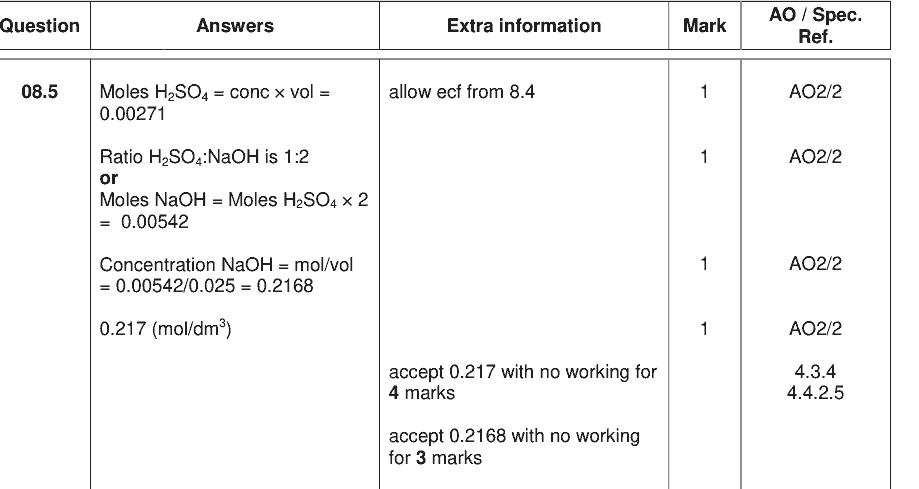 Question Answers Extra information Mark AO / Spec.
Ref.
08.5 Moles H₂SO₄ = conc × vol = allow ecf from 8.4 1 AO2/2
0.00271
Ratio H₂SO₄:NaOH is 1:2 1 AO2/2
or
Moles NaOH = Moles H₂SO₄ × 2
= 0.00542
Concentration NaOH = mol/vol 1 AO2/2
= 0.00542/0.025 = 0.2168
0.217 (mol/dm³) 1 AO2/2
accept 0.217 with no working for 4.3.4
4 marks 4.4.2.5
accept 0.2168 with no working
for 3 marks